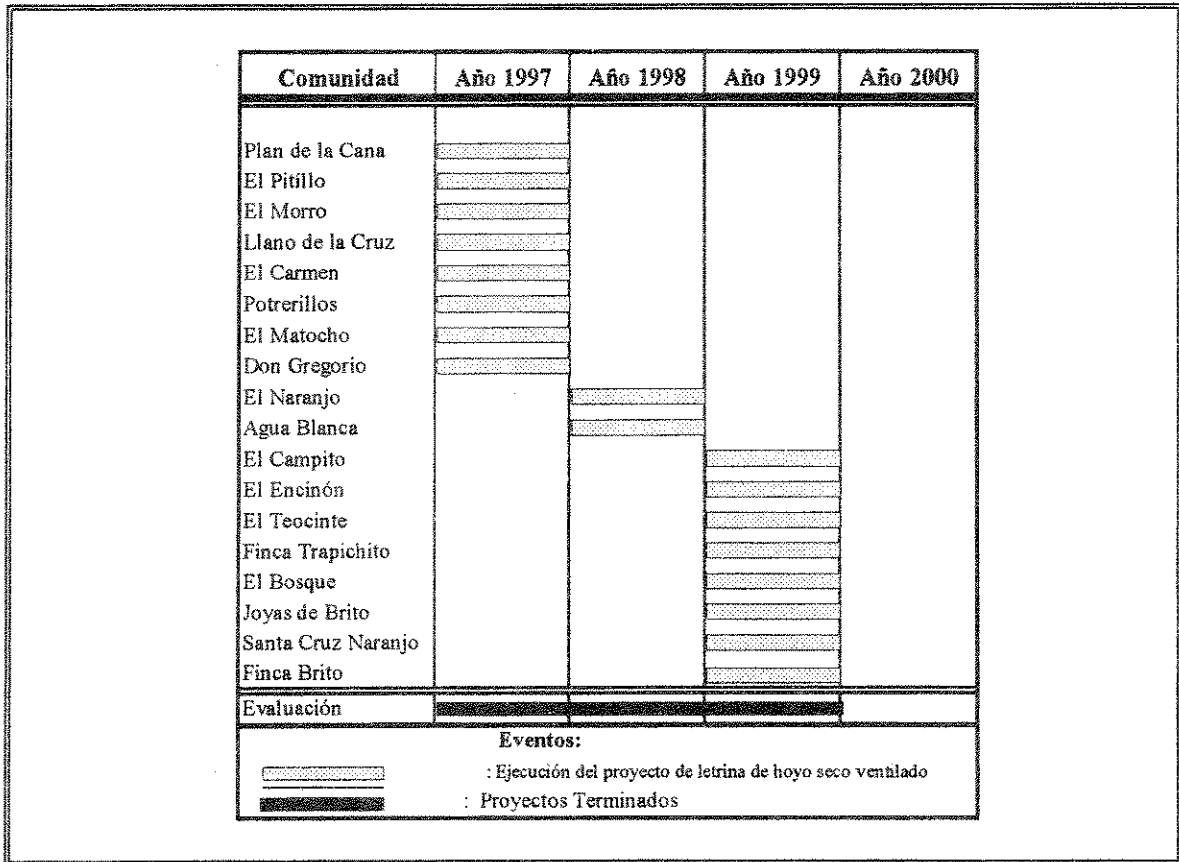 Comunidad Año 1997 Año 1998 Año 1999 Año 2000
Plan de la Cana
El Pitíllo
El Morro
Llano de la Cruz
El Carmen
Potrerillos
El Matocho
Don Gregorio
El Naranjo
Agua Blanca
El Campito
El Encinón
El Teocinte
Finca Trapichito
El Bosque
Joyas de Brito
Santa Cruz Naranjo
Finca Brito
Evaluación
Eventos:
: Ejecución del proyecto de letrina de hoyo seco ventilado
: Proyectos Terminados